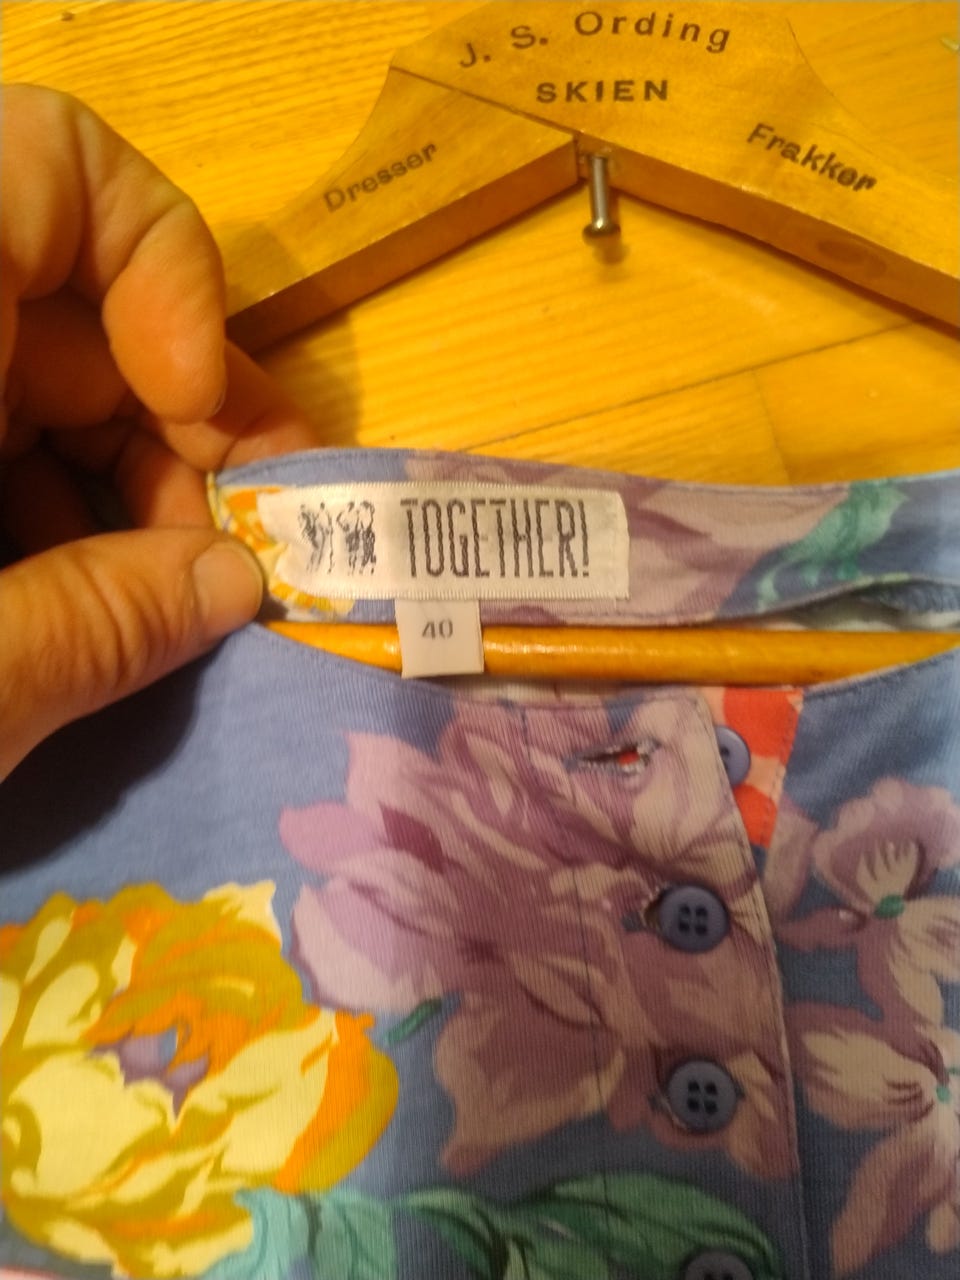 J. S. Ording
SKIEN
Dresser
Frakker
TOGETHER!
40